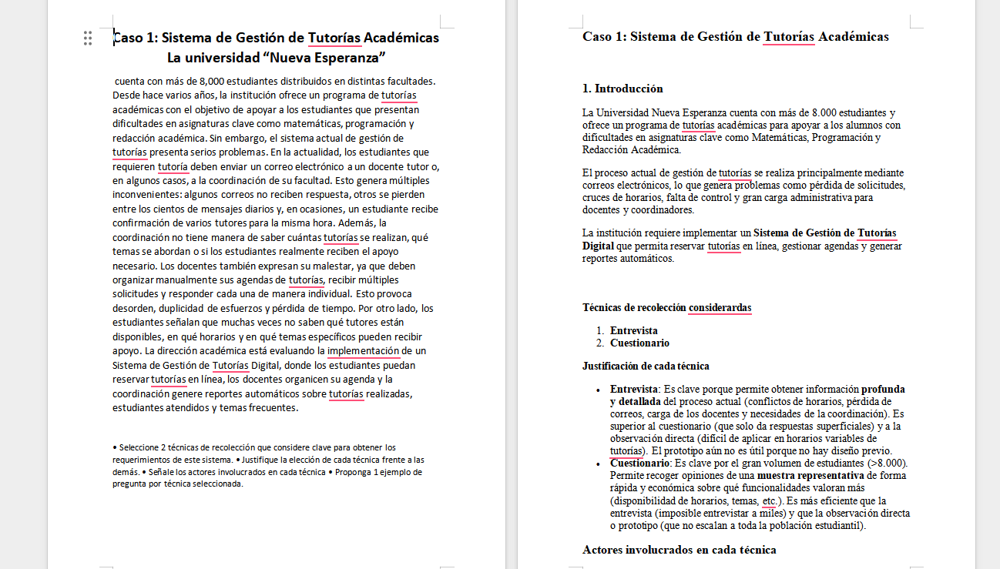 Caso 1: Sistema de Gestión de Tutorías Académicas
La universidad “Nueva Esperanza”
cuenta con más de 8,000 estudiantes distribuidos en distintas facultades.
Desde hace varios años, la institución ofrece un programa de tutorías
académicas con el objetivo de apoyar a los estudiantes que presentan
dificultades en asignaturas clave como matemáticas, programación y
redacción académica. Sin embargo, el sistema actual de gestión de
tutorías presenta serios problemas. En la actualidad, los estudiantes que
requieren tutoría deben enviar un correo electrónico a un docente tutor o,
en algunos casos, a la coordinación de su facultad. Esto genera múltiples
inconvenientes: algunos correos no reciben respuesta, otros se pierden
entre los cientos de mensajes diarios y, en ocasiones, un estudiante recibe
confirmación de varios tutores para la misma hora. Además, la
coordinación no tiene manera de saber cuántas tutorías se realizan, qué
temas se abordan o si los estudiantes realmente reciben el apoyo
necesario. Los docentes también expresan su malestar, ya que deben
organizar manualmente sus agendas de tutorías, recibir múltiples
solicitudes y responder cada una de manera individual. Esto provoca
desorden, duplicidad de esfuerzos y pérdida de tiempo. Por otro lado, los
estudiantes señalan que muchas veces no saben qué tutores están
disponibles, en qué horarios y en qué temas específicos pueden recibir
apoyo. La dirección académica está evaluando la implementación de un
Sistema de Gestión de Tutorías Digital, donde los estudiantes puedan
reservar tutorías en línea, los docentes organicen su agenda y la
coordinación genere reportes automáticos sobre tutorías realizadas,
estudiantes atendidos y temas frecuentes.
• Seleccione 2 técnicas de recolección que considere clave para obtener los
requerimientos de este sistema. • Justifique la elección de cada técnica frente a las
demás. • Señale los actores involucrados en cada técnica • Proponga 1 ejemplo de
pregunta por técnica seleccionada.
Caso 1: Sistema de Gestión de Tutorías Académicas
1. Introducción
La Universidad Nueva Esperanza cuenta con más de 8.000 estudiantes y
ofrece un programa de tutorías académicas para apoyar a los alumnos con
dificultades en asignaturas clave como Matemáticas, Programación y
Redacción Académica.
El proceso actual de gestión de tutorías se realiza principalmente mediante
correos electrónicos, lo que genera problemas como pérdida de solicitudes,
cruces de horarios, falta de control y gran carga administrativa para
docentes y coordinadores.
La institución requiere implementar un Sistema de Gestión de Tutorías
Digital que permita reservar tutorías en línea, gestionar agendas y generar
reportes automáticos.
Técnicas de recolección considerardas
1. Entrevista
2. Cuestionario
Justificación de cada técnica
• Entrevista: Es clave porque permite obtener información profunda
y detallada del proceso actual (conflictos de horarios, pérdida de
correos, carga de los docentes y necesidades de la coordinación). Es
superior al cuestionario (que solo da respuestas superficiales) y a la
observación directa (difícil de aplicar en horarios variables de
tutorías). El prototipo aún no es útil porque no hay diseño previo.
• Cuestionario: Es clave por el gran volumen de estudiantes (>8.000).
Permite recoger opiniones de una muestra representativa de forma
rápida y económica sobre qué funcionalidades valoran más
(disponibilidad de horarios, temas, etc.). Es más eficiente que la
entrevista (imposible entrevistar a miles) y que la observación directa
o prototipo (que no escalan a toda la población estudiantil).
Actores involucrados en cada técnica